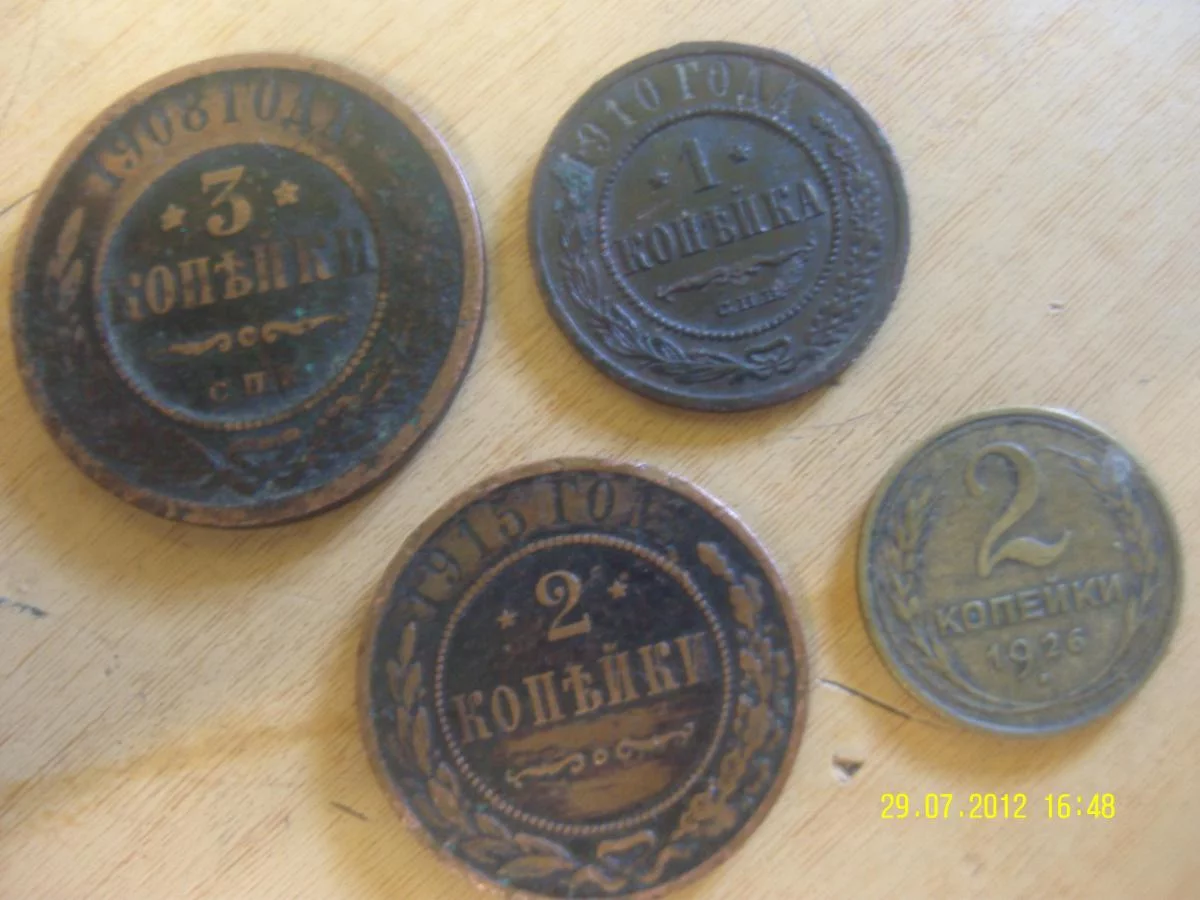 1908 ГОДА
3
КОПѢЙКИ
С.П.
1910 ГОДА
1
КОПѢЙКА
С.П.Б.
1915 ГОДА
2
КОПѢЙКИ
2
КОПЕЙКИ
1926
29.07.2012 16:48